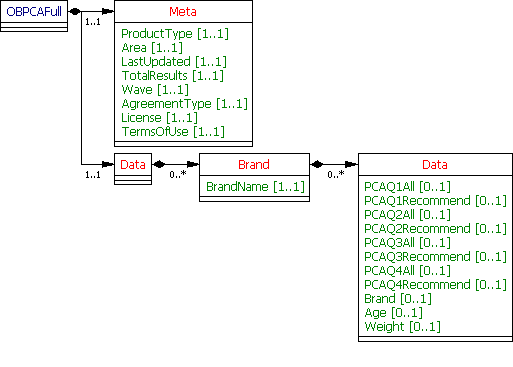 OBPCAFull
1..1
Meta
ProductType [1..1]
Area [1..1]
LastUpdated [1..1]
TotalResults [1..1]
Wave [1..1]
AgreementType [1..1]
License [1..1]
TermsOfUse [1..1]
1..1
Data
0..*
Brand
BrandName [1..1]
0..*
Data
PCAQ1All [0..1]
PCAQ1Recommend [0..1]
PCAQ2All [0..1]
PCAQ2Recommend [0..1]
PCAQ3All [0..1]
PCAQ3Recommend [0..1]
PCAQ4All [0..1]
PCAQ4Recommend [0..1]
Brand [0..1]
Age [0..1]
Weight [0..1]